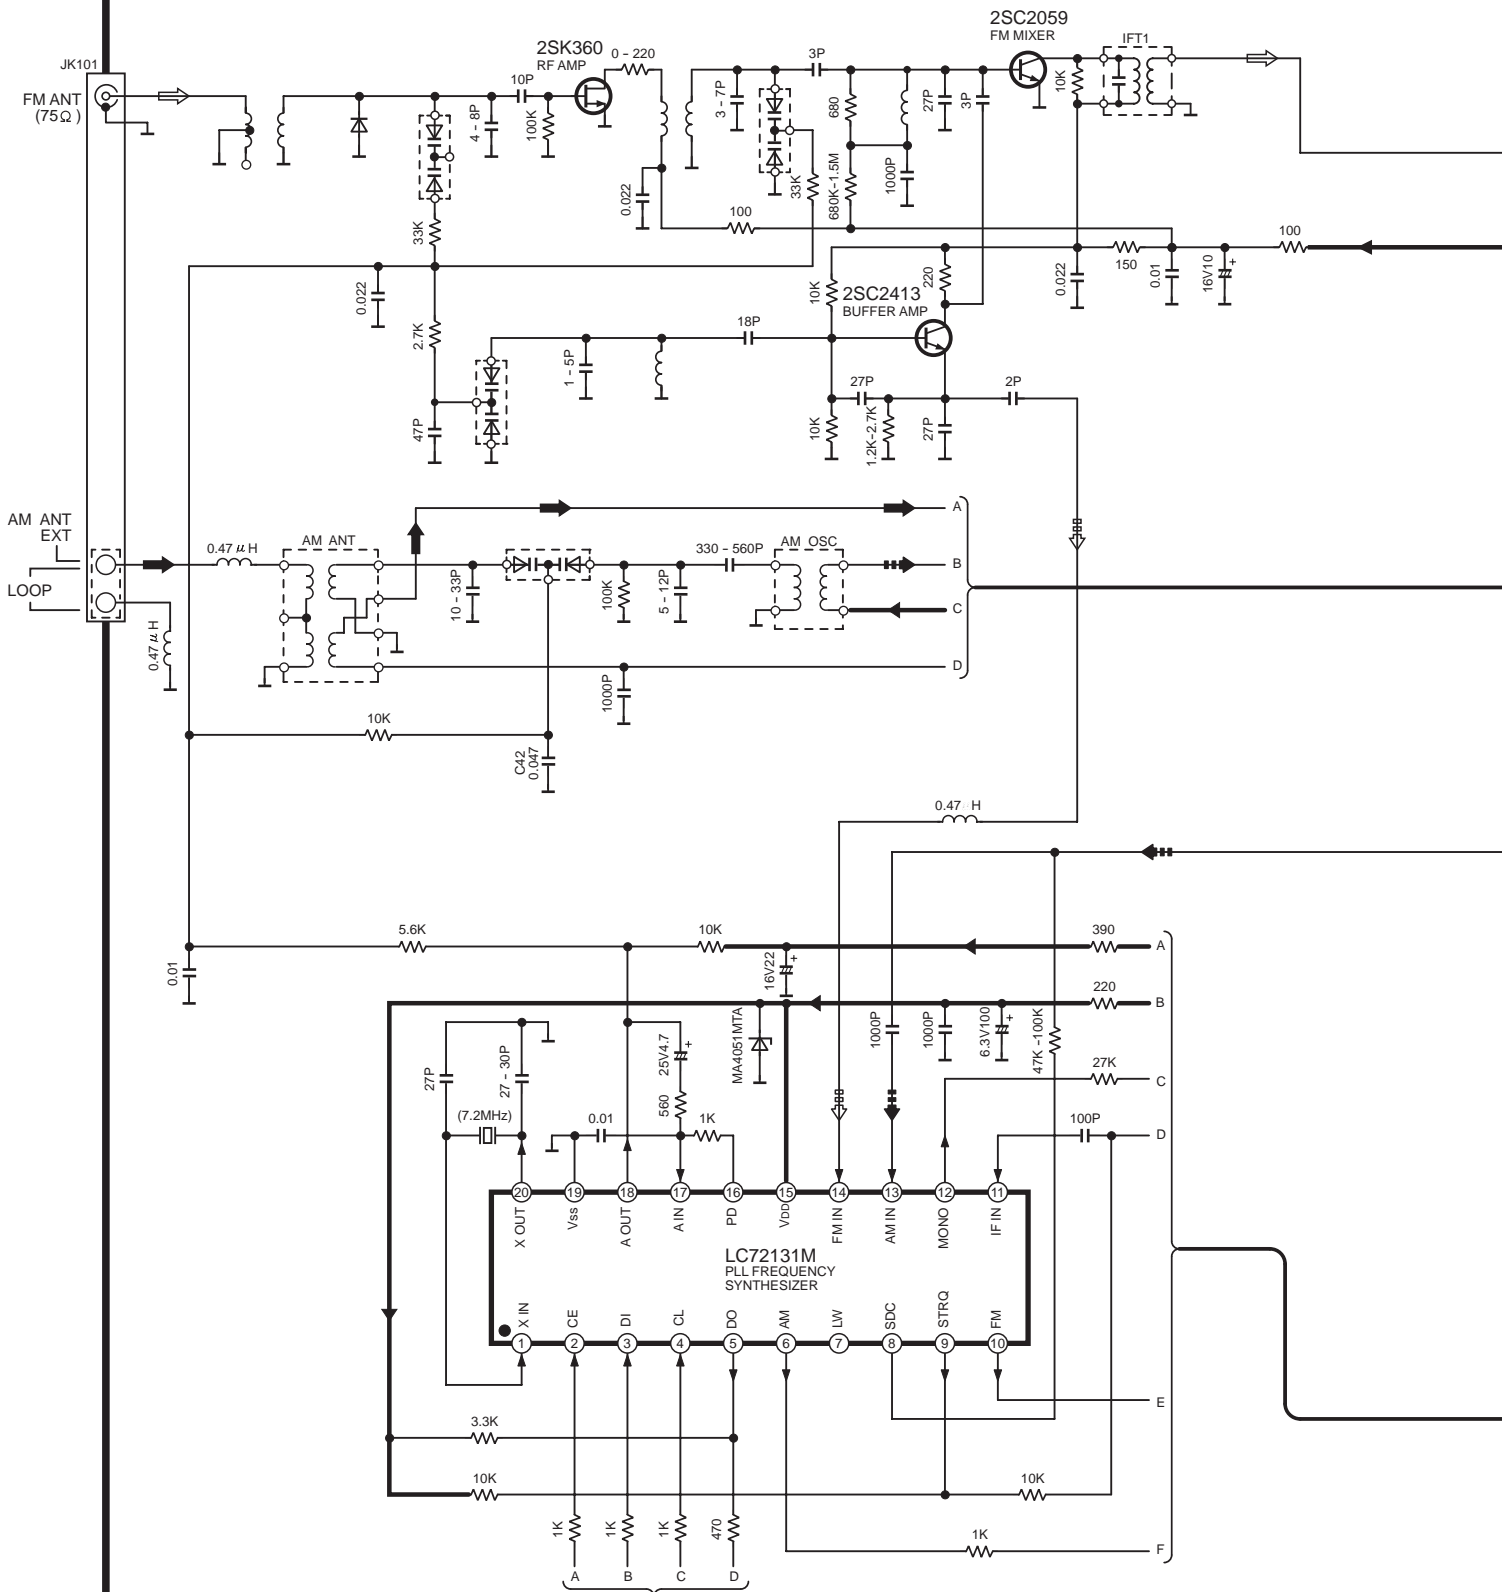 2SC2059
FM MIXER
2SK360
RF AMP
0 - 220
3P
IFT1
JK101
10P
10K
FM ANT
(75Ω)
4 - 8P
100K
3 - 7P
680
27P
3P
33K
0.022
33K
680K-1.5M
1000P
100
100
150
0.022
10K
220
0.022
0.01
16V10
+
2SC2413
BUFFER AMP
2.7K
18P
1 - 5P
27P
2P
47P
10K
1.2K-2.7K
27P
AM ANT
EXT
LOOP
0.47 μ H
AM ANT
330 - 560P
AM OSC
A
B
C
D
10 - 33P
100K
5 - 12P
0.47 μ H
1000P
10K
C42
0.047
0.47 H
5.6K
10K
390
A
0.01
16V22
+
220
B
MA4051MTA
1000P
1000P
6.3V100
+
47K -100K
27P
27 - 30P
25V4.7
+
27K
C
(7.2MHz)
0.01
560
1K
100P
D
20 19 18 17 16 15 14 13 12 11
X OUT
Vss
A OUT
A IN
PD
VDD
FM IN
AM IN
MONO
IF IN
LC72131M
PLL FREQUENCY
SYNTHESIZER
X IN
CE
DI
CL
DO
AM
LW
SDC
STRQ
FM
1 2 3 4 5 6 7 8 9 10
E
3.3K
10K
10K
1K
1K
1K
470
1K
F
A B C D